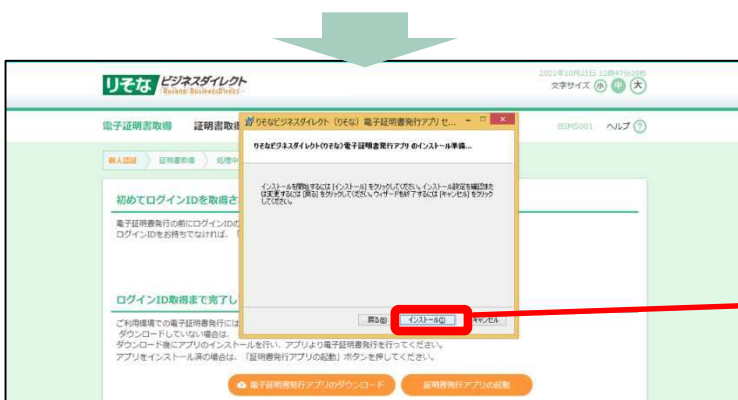 りそな ビジネスダイレクト
Resona Business Direct
2021年10月21日 12時47分20秒
文字サイズ 小 中 大
電子証明書取得 証明書取
BSMS001 ヘルプ ?
個人認証 証明書取得 処理中
りそなビジネスダイレクト（りそな）電子証明書発行アプリ セ...
りそなビジネスダイレクト(りそな)電子証明書発行アプリ のインストール準備...
インストールを開始するには [インストール] をクリックしてください。インストール設定を確認また
は変更するには [戻る] をクリックしてください。ウィザードを終了するには [キャンセル] をクリック
してください。
初めてログインIDを取得さ
電子証明書発行の前にログインIDの
ログインIDをお持ちでなければ、「
ログインID取得まで完了し
戻る(B) インストール(I) キャンセル
ご利用環境での電子証明書発行には
ダウンロードしていない場合は、
ダウンロード後にアプリのインストールを行い、アプリより電子証明書発行を行ってください。
アプリをインストール済の場合は、「証明書発行アプリの起動」ボタンを押してください。
電子証明書発行アプリのダウンロード 証明書発行アプリの起動